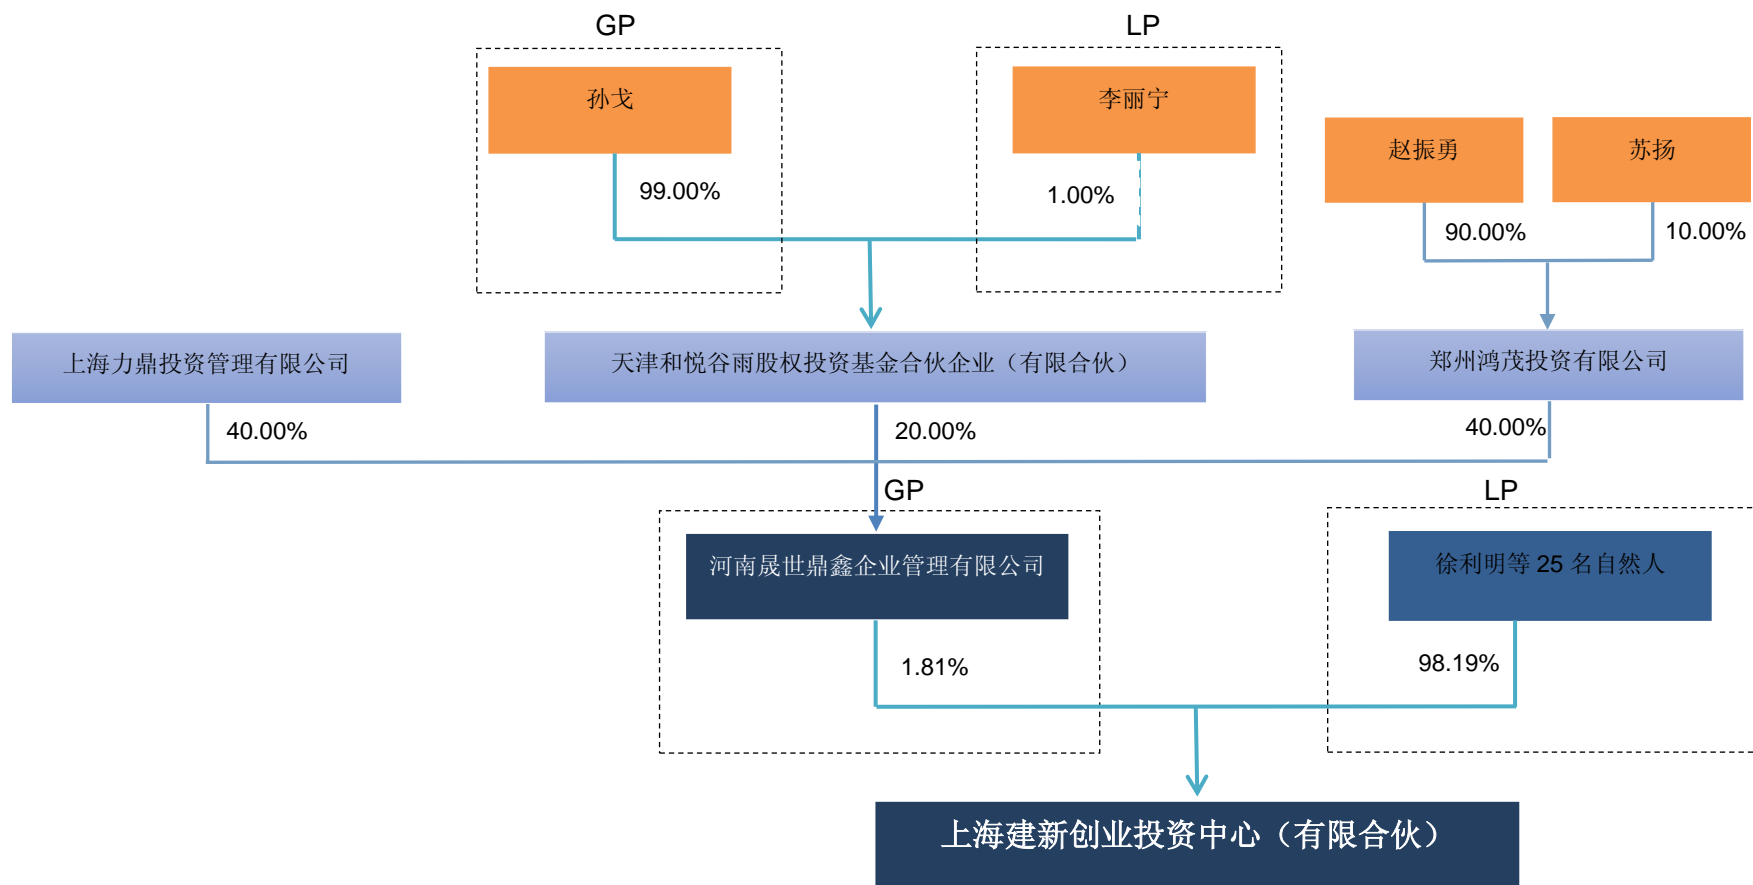 GP
LP
孙戈
李丽宁
赵振勇
苏扬
99.00%
1.00%
90.00%
10.00%
上海力鼎投资管理有限公司
天津和悦谷雨股权投资基金合伙企业（有限合伙）
郑州鸿茂投资有限公司
40.00%
20.00%
40.00%
GP
LP
河南晟世鼎鑫企业管理有限公司
徐利明等 25 名自然人
1.81%
98.19%
上海建新创业投资中心（有限合伙）